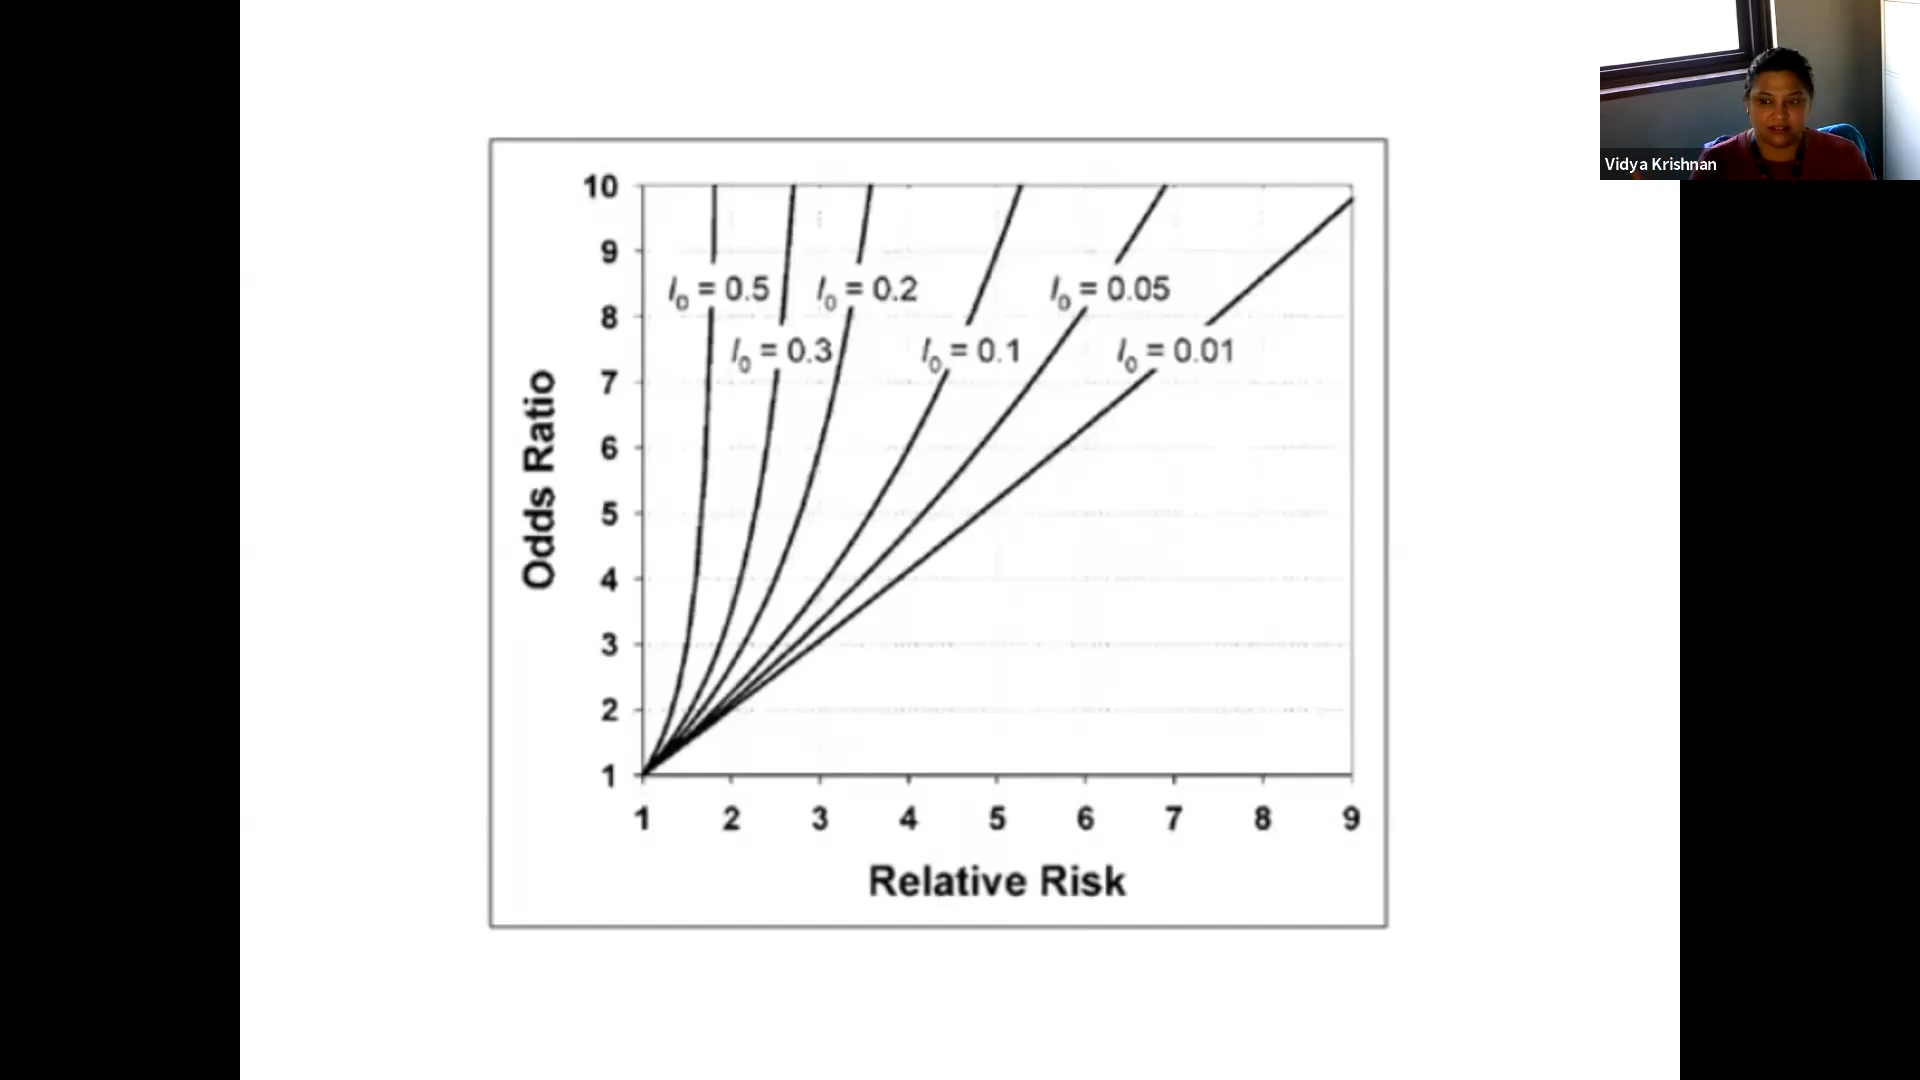 Vidya Krishnan
10
9
8
7
6
5
4
3
2
1
Odds Ratio
I0 = 0.5
I0 = 0.2
I0 = 0.05
I0 = 0.3
I0 = 0.1
I0 = 0.01
1 2 3 4 5 6 7 8 9
Relative Risk